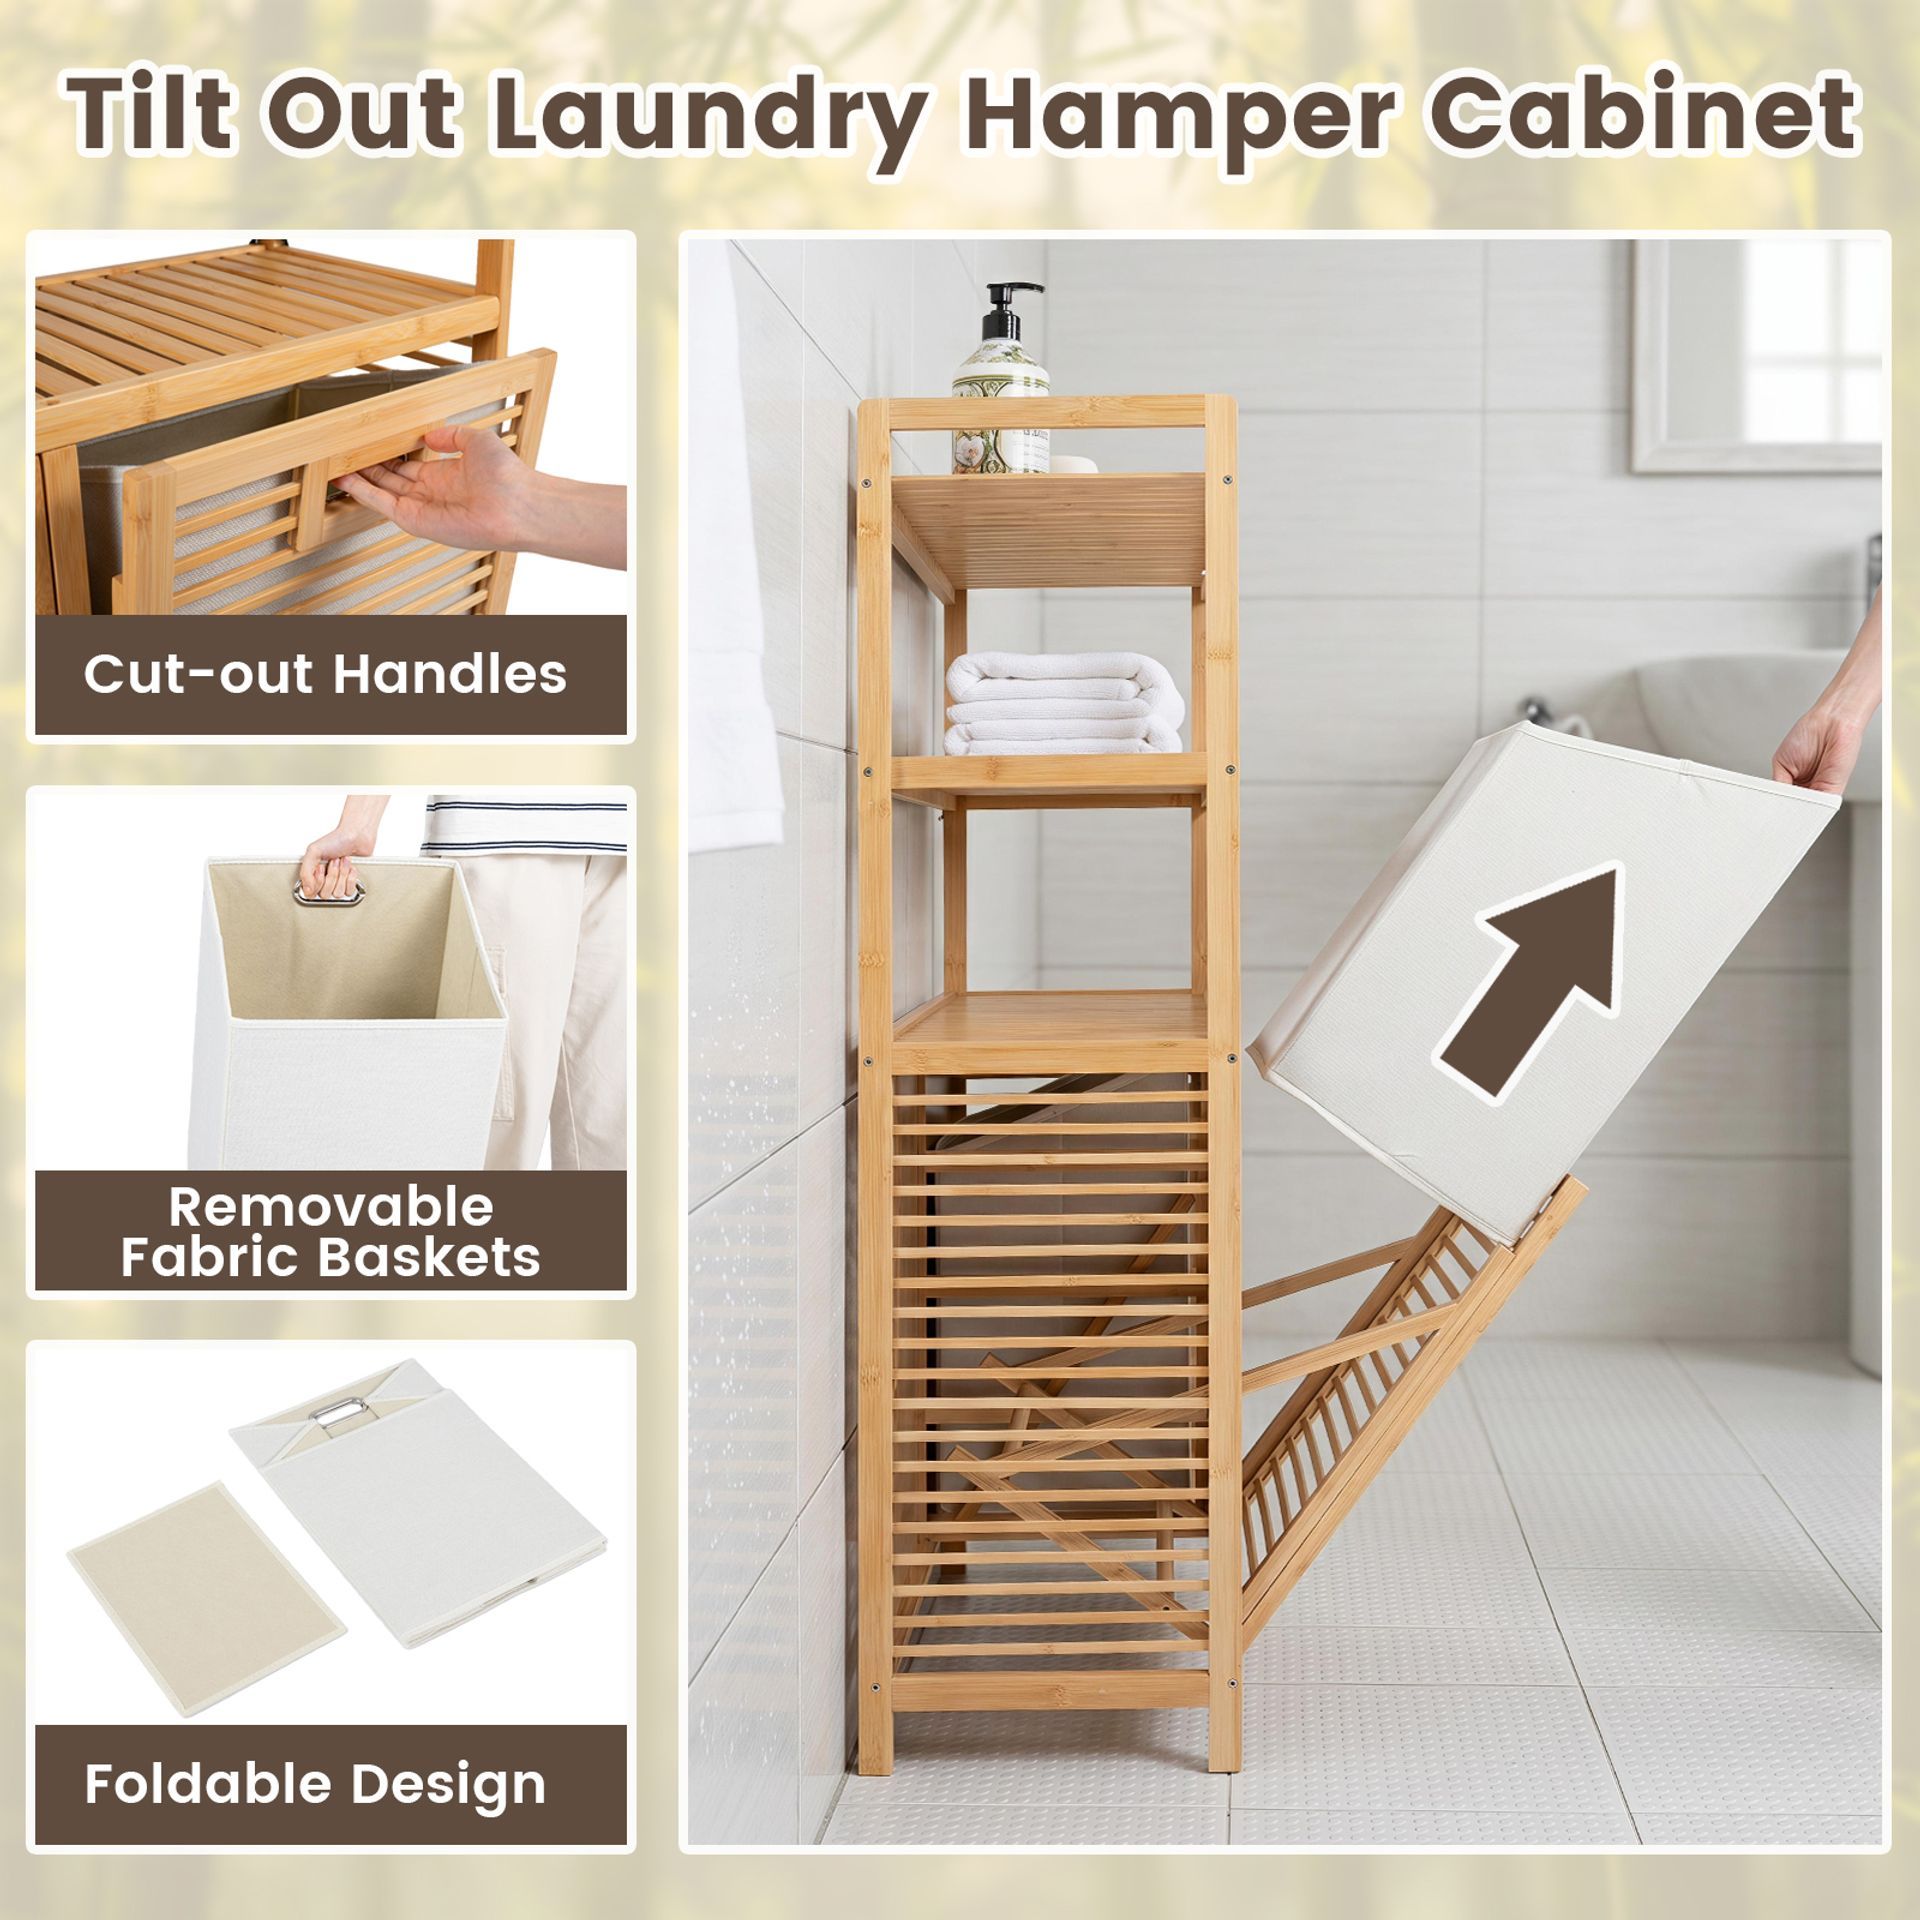 Tilt Out Laundry Hamper Cabinet
Cut-out Handles
Removable
Fabric Baskets
Foldable Design